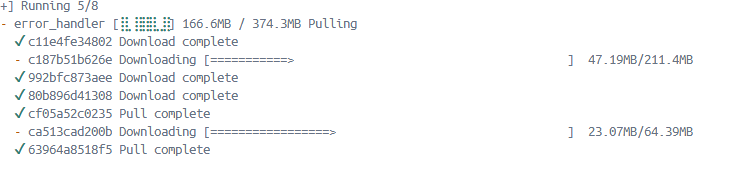 +] Running 5/8
- error_handler [⣿⠀⣿⣿⣇⣿] 166.6MB / 374.3MB Pulling
✔ c11e4fe34802 Download complete
- c187b51b626e Downloading [===========> ] 47.19MB/211.4MB
✔ 992bfc873aee Download complete
✔ 80b896d41308 Download complete
✔ cf05a52c0235 Pull complete
- ca513cad200b Downloading [=================> ] 23.07MB/64.39MB
✔ 63964a8518f5 Pull complete